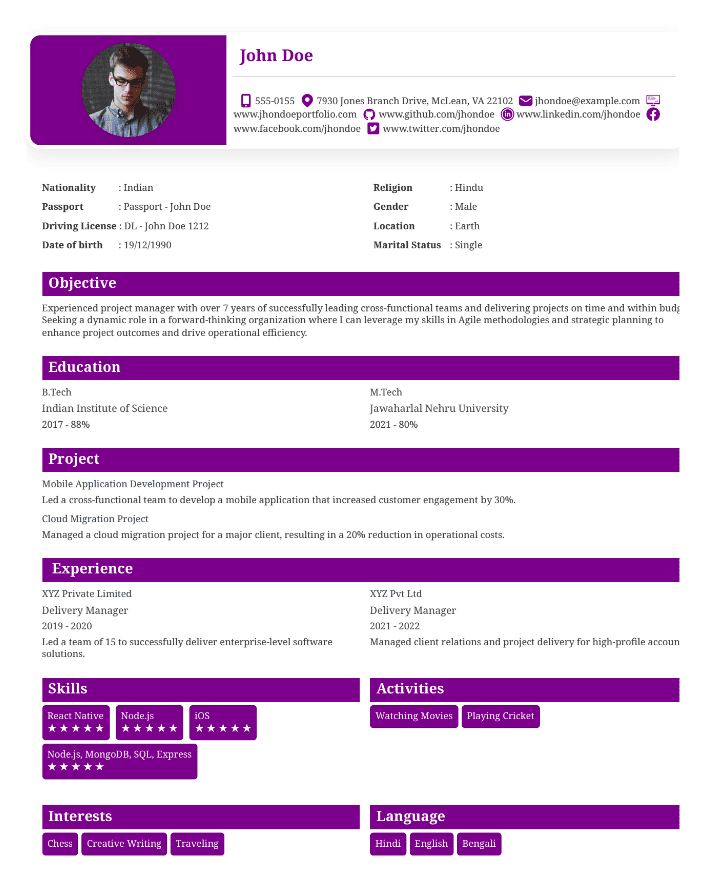 John Doe
555-0155 7930 Jones Branch Drive, McLean, VA 22102 jhondoe@example.com
www.jhondoeportfolio.com www.github.com/jhondoe www.linkedin.com/jhondoe
www.facebook.com/jhondoe www.twitter.com/jhondoe
Nationality : Indian
Religion : Hindu
Passport : Passport - John Doe
Gender : Male
Driving License : DL - John Doe 1212
Location : Earth
Date of birth : 19/12/1990
Marital Status : Single
Objective
Experienced project manager with over 7 years of successfully leading cross-functional teams and delivering projects on time and within
Seeking a dynamic role in a forward-thinking organization where I can leverage my skills in Agile methodologies and strategic planning to
enhance project outcomes and drive operational efficiency.
Education
B.Tech
Indian Institute of Science
2017 - 88%
M.Tech
Jawaharlal Nehru University
2021 - 80%
Project
Mobile Application Development Project
Led a cross-functional team to develop a mobile application that increased customer engagement by 30%.
Cloud Migration Project
Managed a cloud migration project for a major client, resulting in a 20% reduction in operational costs.
Experience
XYZ Private Limited
Delivery Manager
2019 - 2020
Led a team of 15 to successfully deliver enterprise-level software
solutions.
XYZ Pvt Ltd
Delivery Manager
2021 - 2022
Managed client relations and project delivery for high-profile accoun
Skills
React Native
★ ★ ★ ★ ★
Node.js
★ ★ ★ ★ ★
iOS
★ ★ ★ ★ ★
Node.js, MongoDB, SQL, Express
★ ★ ★ ★ ★
Activities
Watching Movies Playing Cricket
Interests
Chess Creative Writing Traveling
Language
Hindi English Bengali